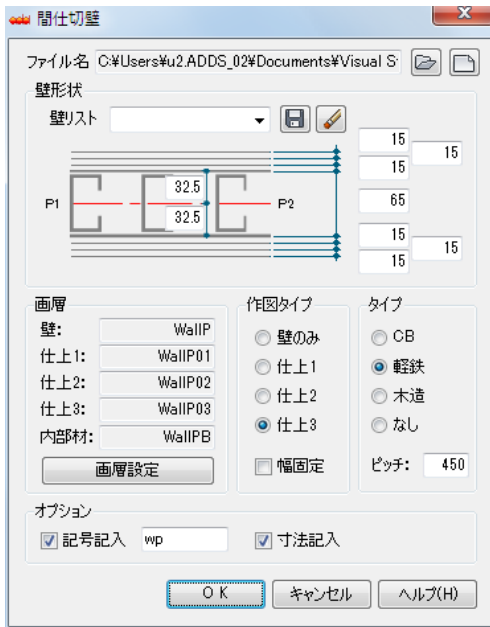 add 間仕切壁
ファイル名 C:¥Users¥u2.ADDS_02¥Documents¥Visual S
壁形状
壁リスト
15
15
15
32.5
P1
P2
65
32.5
15
15
15
画層
壁: WallP
仕上1: WallP01
仕上2: WallP02
仕上3: WallP03
内部材: WallPB
画層設定
作図タイプ
壁のみ
仕上1
仕上2
仕上3
幅固定
タイプ
CB
軽鉄
木造
なし
ピッチ: 450
オプション
記号記入 wp
寸法記入
OK キャンセル ヘルプ(H)